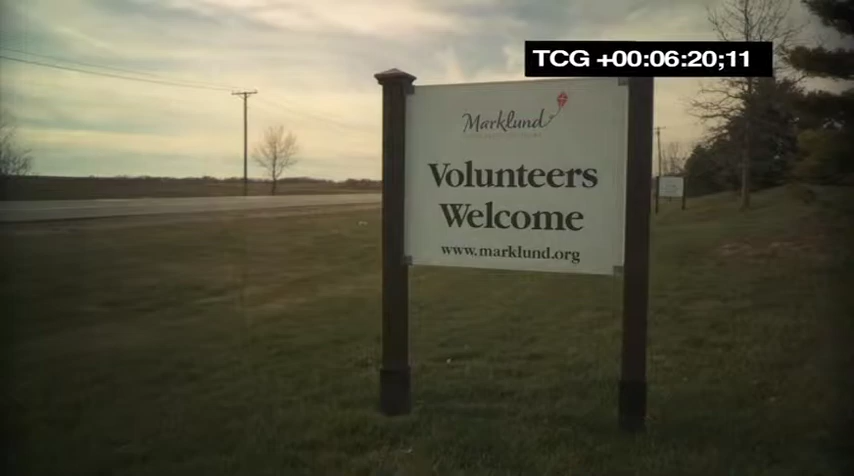 TCG +00:06:20;11
Marklund
Volunteers
Welcome
www.marklund.org